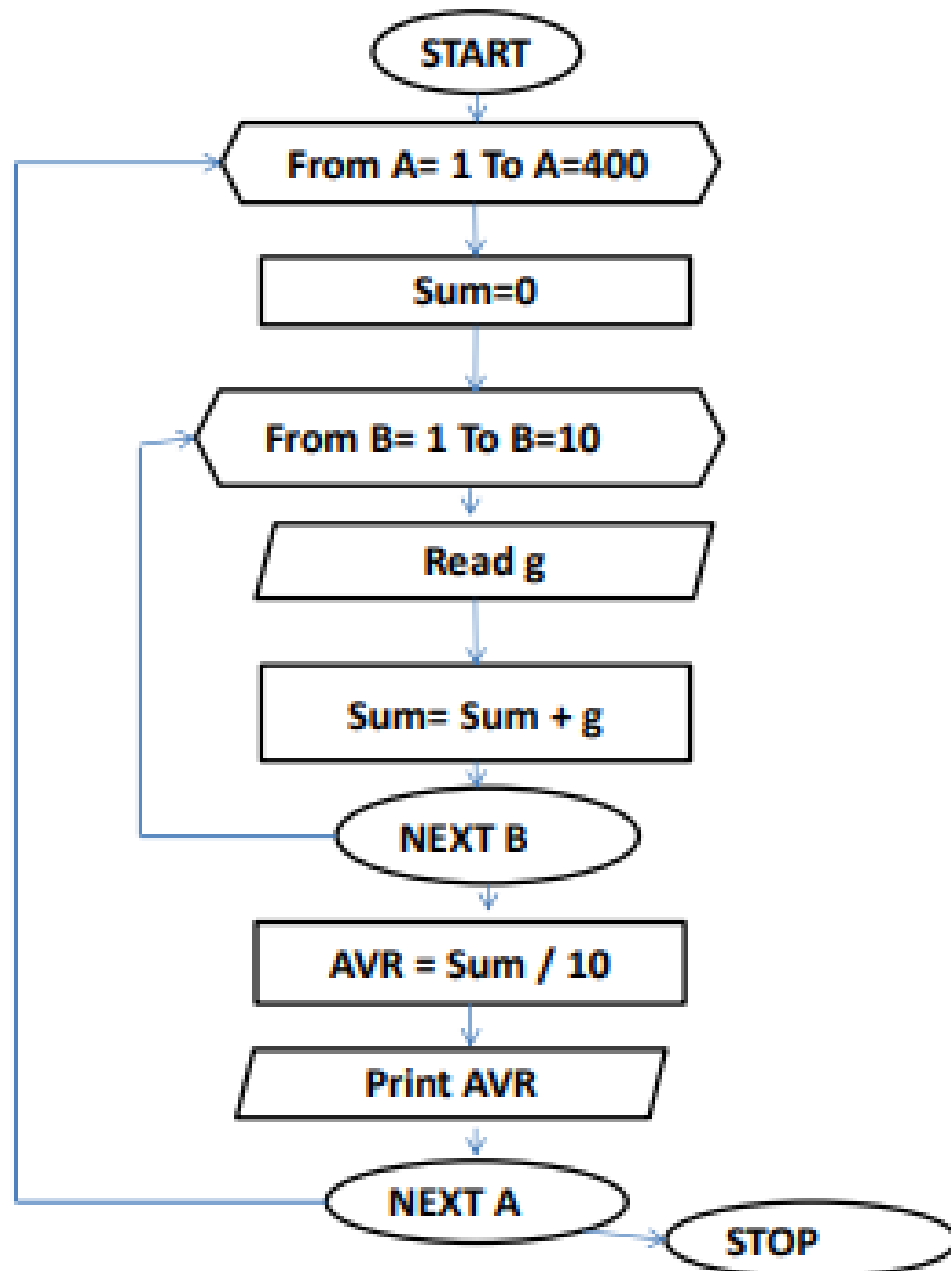 START
From A= 1 To A=400
Sum=0
From B= 1 To B=10
Read g
Sum= Sum + g
NEXT B
AVR = Sum / 10
Print AVR
NEXT A
STOP